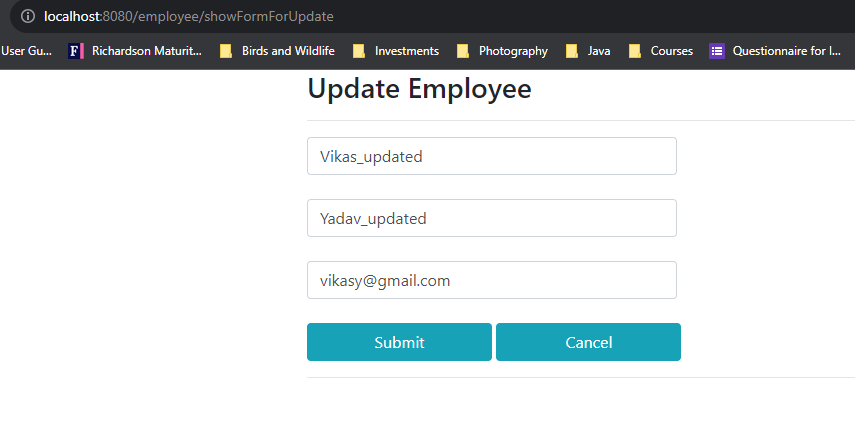 localhost:8080/employee/showFormForUpdate
User Gu... Richardson Maturit... Birds and Wildlife Investments Photography Java Courses Questionnaire for I...
Update Employee
Vikas_updated
Yadav_updated
vikasy@gmail.com
Submit Cancel